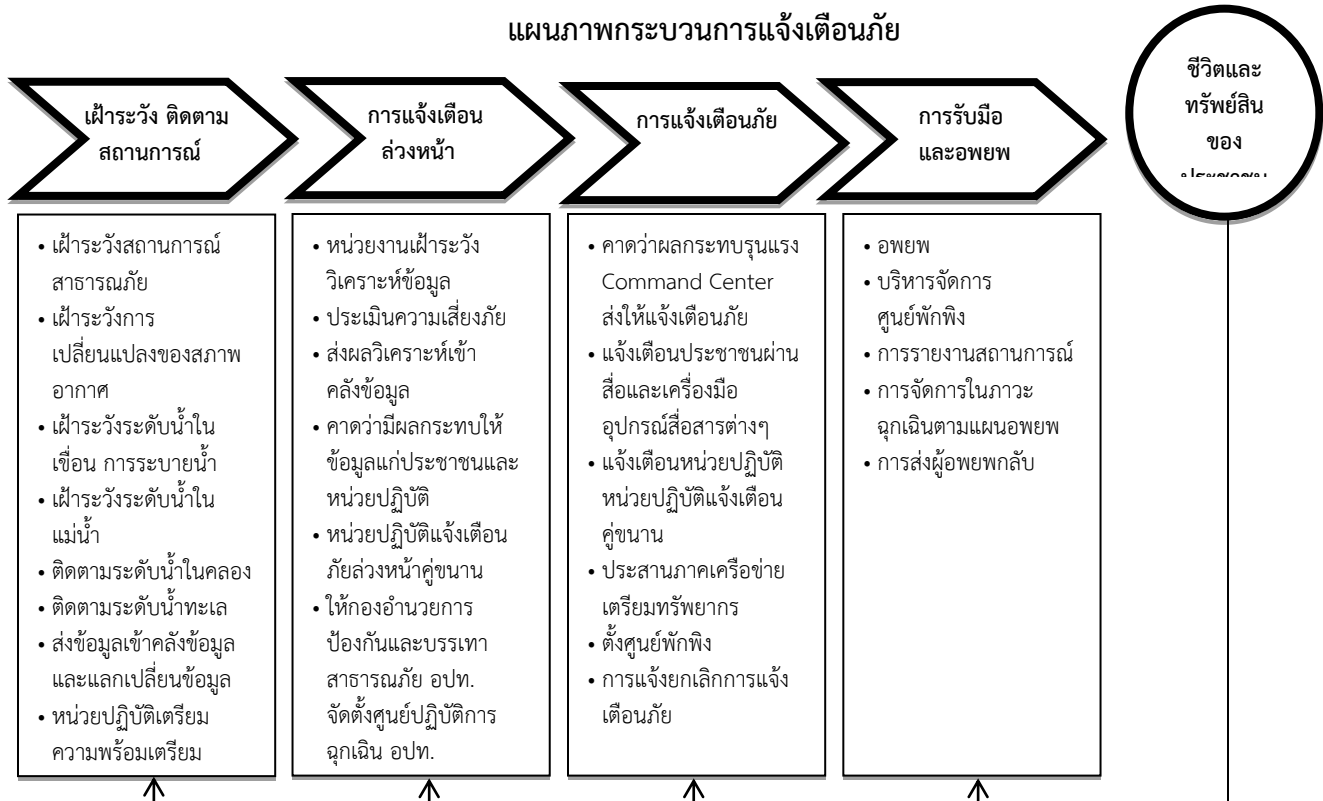 แผนภาพกระบวนการแจ้งเตือนภัย
เฝ้าระวัง ติดตาม
สถานการณ์
การแจ้งเตือน
ล่วงหน้า
การแจ้งเตือนภัย
การรับมือ
และอพยพ
ชีวิตและ
ทรัพย์สิน
ของ
• เฝ้าระวังสถานการณ์
สาธารณภัย
• เฝ้าระวังการ
เปลี่ยนแปลงของสภาพ
อากาศ
• เฝ้าระวังระดับน้ำใน
เขื่อน การระบายน้ำ
• เฝ้าระวังระดับน้ำใน
แม่น้ำ
• ติดตามระดับน้ำในคลอง
• ติดตามระดับน้ำทะเล
• ส่งข้อมูลเข้าคลังข้อมูล
และแลกเปลี่ยนข้อมูล
• หน่วยปฏิบัติเตรียม
ความพร้อมเตรียม
• หน่วยงานเฝ้าระวัง
วิเคราะห์ข้อมูล
• ประเมินความเสี่ยงภัย
• ส่งผลวิเคราะห์เข้า
คลังข้อมูล
• คาดว่ามีผลกระทบให้
ข้อมูลแก่ประชาชนและ
หน่วยปฏิบัติ
• หน่วยปฏิบัติแจ้งเตือน
ภัยล่วงหน้าคู่ขนาน
• ให้กองอำนวยการ
ป้องกันและบรรเทา
สาธารณภัย อปท.
จัดตั้งศูนย์ปฏิบัติการ
ฉุกเฉิน อปท.
• คาดว่าผลกระทบรุนแรง
Command Center
ส่งให้แจ้งเตือนภัย
• แจ้งเตือนประชาชนผ่าน
สื่อและเครื่องมือ
อุปกรณ์สื่อสารต่างๆ
• แจ้งเตือนหน่วยปฏิบัติ
หน่วยปฏิบัติแจ้งเตือน
คู่ขนาน
• ประสานภาคเครือข่าย
เตรียมทรัพยากร
• ตั้งศูนย์พักพิง
• การแจ้งยกเลิกการแจ้ง
เตือนภัย
• อพยพ
• บริหารจัดการ
ศูนย์พักพิง
• การรายงานสถานการณ์
• การจัดการในภาวะ
ฉุกเฉินตามแผนอพยพ
• การส่งผู้อพยพกลับ